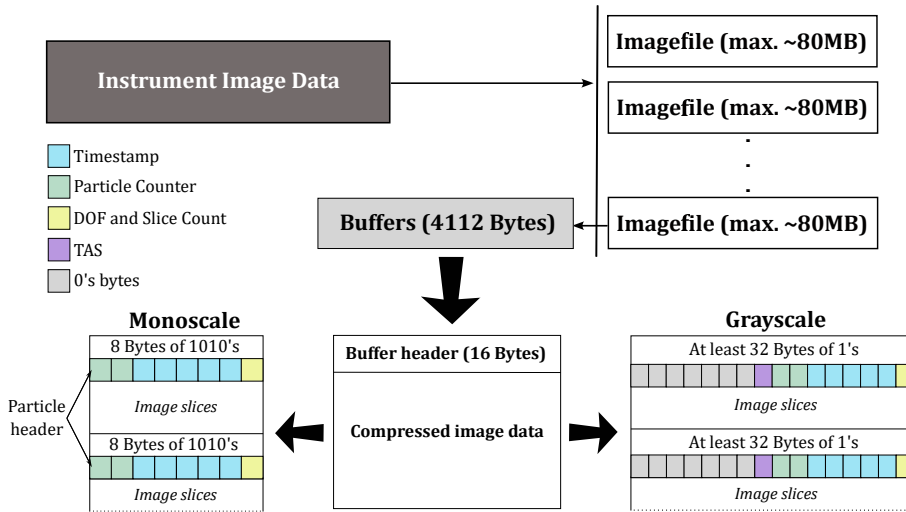 Instrument Image Data
Imagefile (max. ~80MB)
Imagefile (max. ~80MB)
.
.
.
Imagefile (max. ~80MB)
Timestamp
Particle Counter
DOF and Slice Count
TAS
0's bytes
Buffers (4112 Bytes)
Monoscale
8 Bytes of 1010's
Image slices
8 Bytes of 1010's
Image slices
Particle
header
Buffer header (16 Bytes)
Compressed image data
Grayscale
At least 32 Bytes of 1's
Image slices
At least 32 Bytes of 1's
Image slices